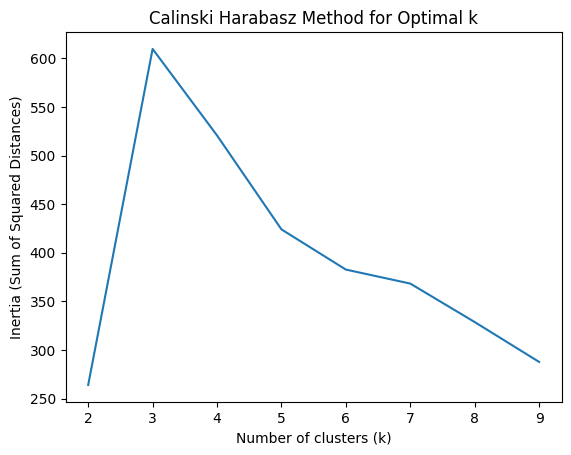 Calinski Harabasz Method for Optimal k
Inertia (Sum of Squared Distances)
600
550
500
450
400
350
300
250
2 3 4 5 6 7 8 9
Number of clusters (k)